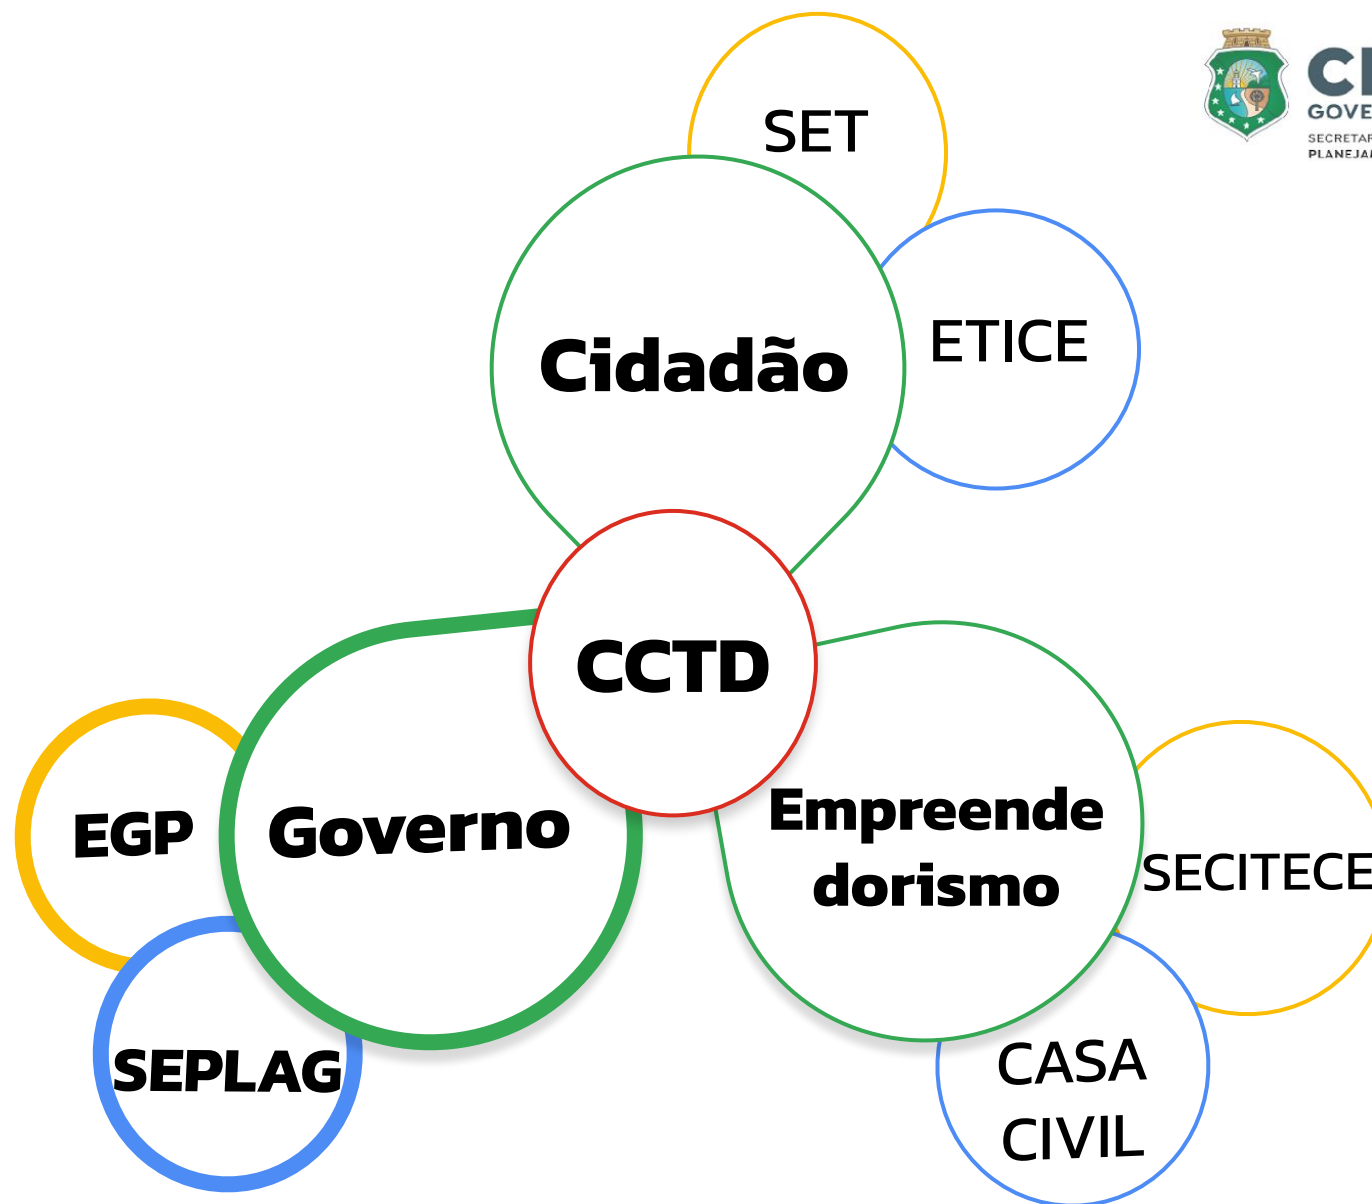 SET
ETICE
Cidadão
CCTD
EGP
Governo
SEPLAG
Empreende
dorismo
SECITECE
CASA
CIVIL